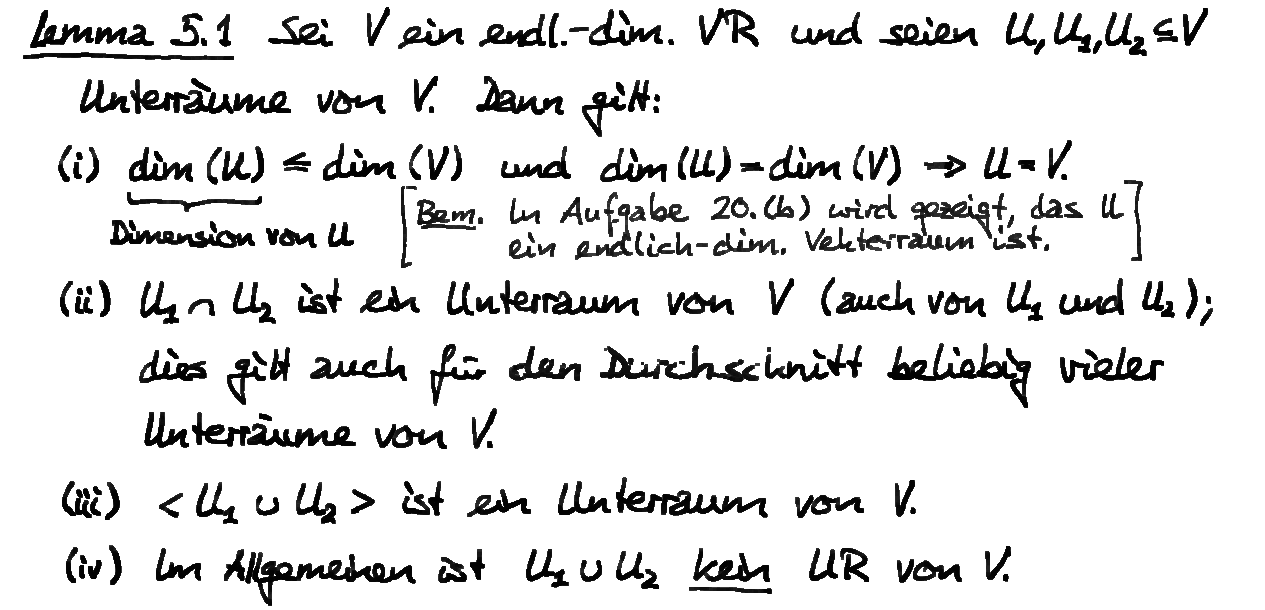 Lemma 5.1 Sei V ein endl.-dim. VR und seien U, U₁, U₂ ≤ V
Unterräume von V. Dann gilt:
(i) dim (U) ≤ dim (V) und dim (U) = dim (V) ⇒ U = V.
Dimension von U
[Bem. In Aufgabe 20.(b) wird gezeigt, das U
ein endlich-dim. Vekterraum ist.]
(ii) U₁ ∩ U₂ ist ein Unterraum von V (auch von U₁ und U₂);
dies gilt auch für den Durchschnitt beliebig vieler
Unterräume von V.
(iii) < U₁ ∪ U₂ > ist ein Unterraum von V.
(iv) Im Allgemeinen ist U₁ ∪ U₂ kein UR von V.